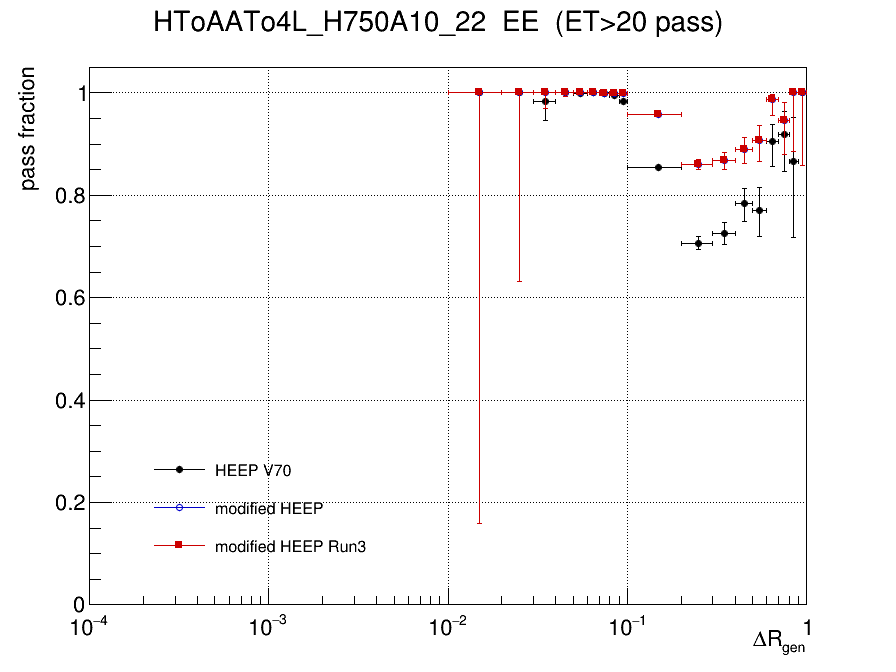 HToAATo4L_H750A10_22 EE (ET>20 pass)
pass fraction
1
0.8
0.6
0.4
0.2
0
HEEP V70
modified HEEP
modified HEEP Run3
10⁻⁴ 10⁻³ 10⁻² 10⁻¹ 1
ΔR_gen